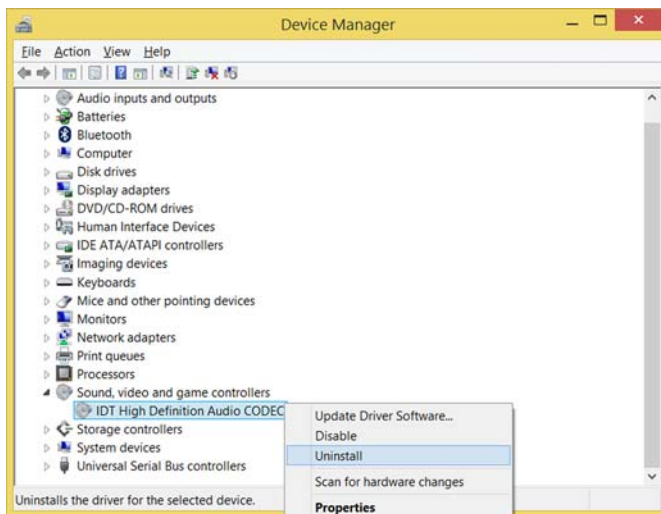 Device Manager
File Action View Help
Audio inputs and outputs
Batteries
Bluetooth
Computer
Disk drives
Display adapters
DVD/CD-ROM drives
Human Interface Devices
IDE ATA/ATAPI controllers
Imaging devices
Keyboards
Mice and other pointing devices
Monitors
Network adapters
Print queues
Processors
Sound, video and game controllers
IDT High Definition Audio CODEC
Storage controllers
System devices
Universal Serial Bus controllers
Update Driver Software...
Disable
Uninstall
Scan for hardware changes
Properties
Uninstalls the driver for the selected device.